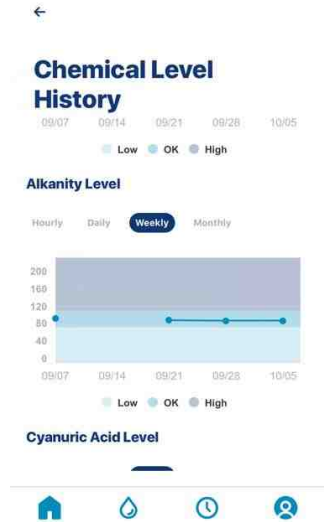 Chemical Level
History
09/07 09/14 09/21 09/28 10/05
Low OK High
Alkanity Level
Hourly Daily Weekly Monthly
200
160
120
80
40
0
09/07 09/14 09/21 09/28 10/05
Low OK High
Cyanuric Acid Level